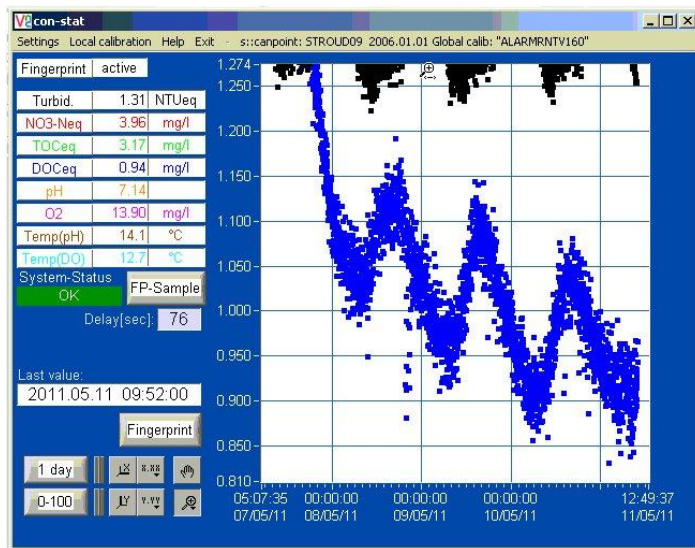 con-stat
Settings Local calibration Help Exit - s::canpoint: STROUD09 2006.01.01 Global calib: "ALARMRNTV160"
Fingerprint active
Turbid. 1.31 NTUeq
NO3-Neq 3.96 mg/l
TOCeq 3.17 mg/l
DOCeq 0.94 mg/l
pH 7.14
O2 13.90 mg/l
Temp(pH) 14.1 °C
Temp(DO) 12.7 °C
System-Status
OK
FP-Sample
Delay[sec]: 76
Last value:
2011.05.11 09:52:00
Fingerprint
1 day
X X.XX
0-100
Y Y.YY
1.274
1.250
1.200
1.150
1.100
1.050
1.000
0.950
0.900
0.850
0.810
05:07:35 00:00:00 00:00:00 00:00:00 12:49:37
07/05/11 08/05/11 09/05/11 10/05/11 11/05/11